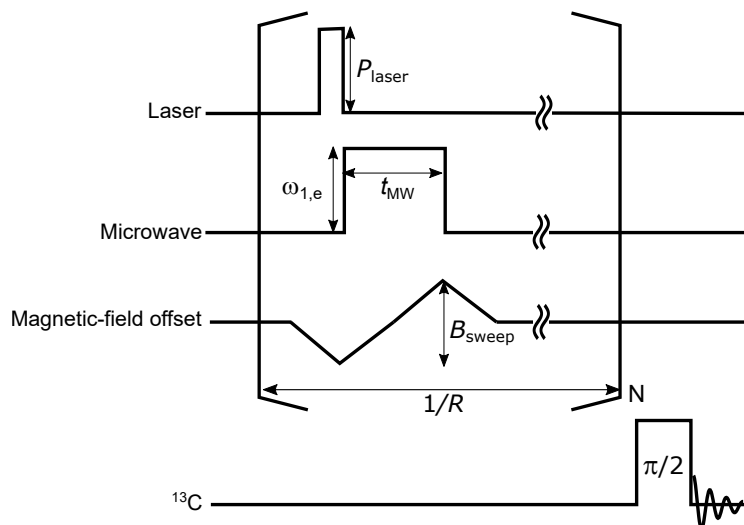 P_laser
Laser
ω_1,e
t_MW
Microwave
Magnetic-field offset
B_sweep
1/R
N
π/2
¹³C